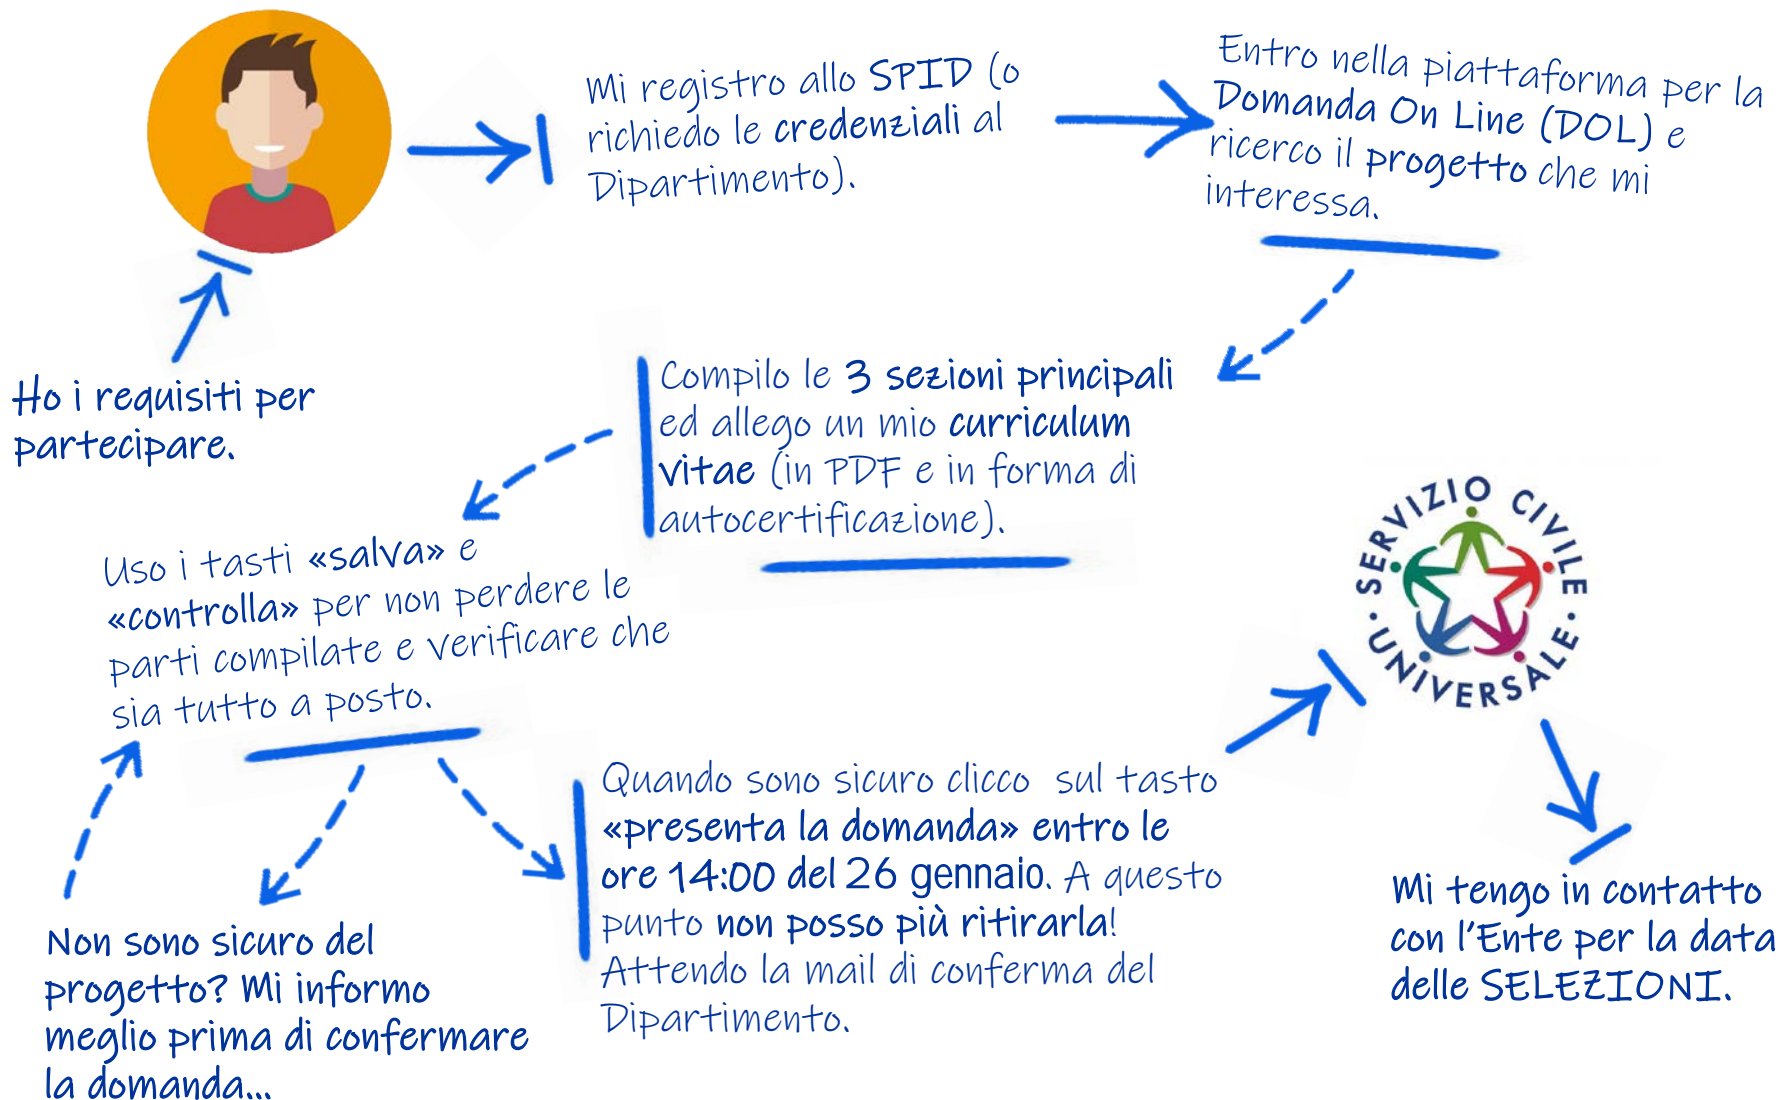 Ho i requisiti per
partecipare.
Mi registro allo SPID (o
richiedo le credenziali al
Dipartimento).
Entro nella piattaforma per la
Domanda On Line (DOL) e
ricerco il progetto che mi
interessa.
Compilo le 3 sezioni principali
ed allego un mio curriculum
vitae (in PDF e in forma di
autocertificazione).
Uso i tasti «salva» e
«controlla» per non perdere le
parti compilate e verificare che
sia tutto a posto.
Non sono sicuro del
progetto? Mi informo
meglio prima di confermare
la domanda...
Quando sono sicuro clicco sul tasto
«presenta la domanda» entro le
ore 14:00 del 26 gennaio. A questo
punto non posso più ritirarla!
Attendo la mail di conferma del
Dipartimento.
SERVIZIO CIVILE
UNIVERSALE
Mi tengo in contatto
con l'Ente per la data
delle SELEZIONI.